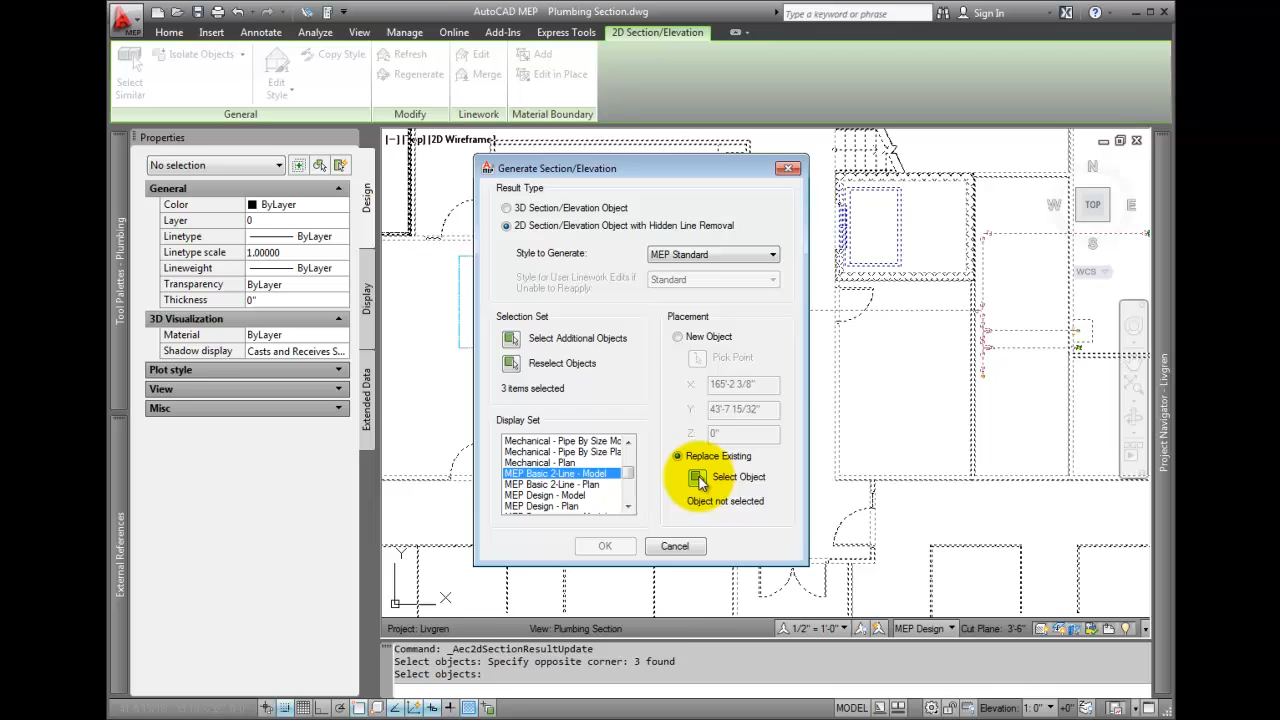 AutoCAD MEP Plumbing Section.dwg
Type a keyword or phrase
Sign In
MEP
Home Insert Annotate Analyze View Manage Online Add-Ins Express Tools 2D Section/Elevation
Select Similar
Isolate Objects
Edit Style
Copy Style
Refresh
Regenerate
Edit
Merge
Add
Edit in Place
General Modify Linework Material Boundary
Properties
No selection
General
Color ByLayer
Layer 0
Linetype ByLayer
Linetype scale 1.00000
Lineweight ByLayer
Transparency ByLayer
Thickness 0"
3D Visualization
Material ByLayer
Shadow display Casts and Receives S...
Plot style
View
Misc
Design
Display
Extended Data
Tool Palettes - Plumbing
External References
Project Navigator - Livgren
[−] [Top] [2D Wireframe]
N
W TOP E
S
WCS
Generate Section/Elevation
Result Type
3D Section/Elevation Object
2D Section/Elevation Object with Hidden Line Removal
Style to Generate: MEP Standard
Style for User Linework Edits if
Unable to Reapply: Standard
Selection Set
Select Additional Objects
Reselect Objects
3 items selected
Display Set
Mechanical - Pipe By Size Mo
Mechanical - Pipe By Size Pla
Mechanical - Plan
MEP Basic 2-Line - Model
MEP Basic 2-Line - Plan
MEP Design - Model
MEP Design - Plan
Placement
New Object
Pick Point
X: 165'-2 3/8"
Y: 43'-7 15/32"
Z: 0"
Replace Existing
Select Object
Object not selected
OK Cancel
Y
X
Project: Livgren View: Plumbing Section 1/2" = 1'-0" MEP Design Cut Plane: 3'-6"
Command: _Aec2dSectionResultUpdate
Select objects: Specify opposite corner: 3 found
Select objects:
MODEL 1: 0" Elevation: +0"